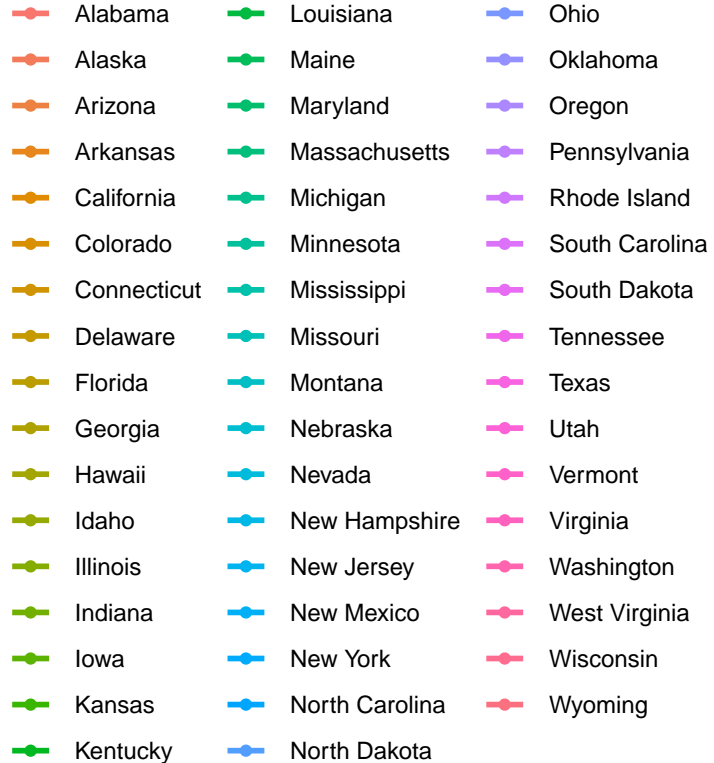 Alabama
Alaska
Arizona
Arkansas
California
Colorado
Connecticut
Delaware
Florida
Georgia
Hawaii
Idaho
Illinois
Indiana
Iowa
Kansas
Kentucky
Louisiana
Maine
Maryland
Massachusetts
Michigan
Minnesota
Mississippi
Missouri
Montana
Nebraska
Nevada
New Hampshire
New Jersey
New Mexico
New York
North Carolina
North Dakota
Ohio
Oklahoma
Oregon
Pennsylvania
Rhode Island
South Carolina
South Dakota
Tennessee
Texas
Utah
Vermont
Virginia
Washington
West Virginia
Wisconsin
Wyoming